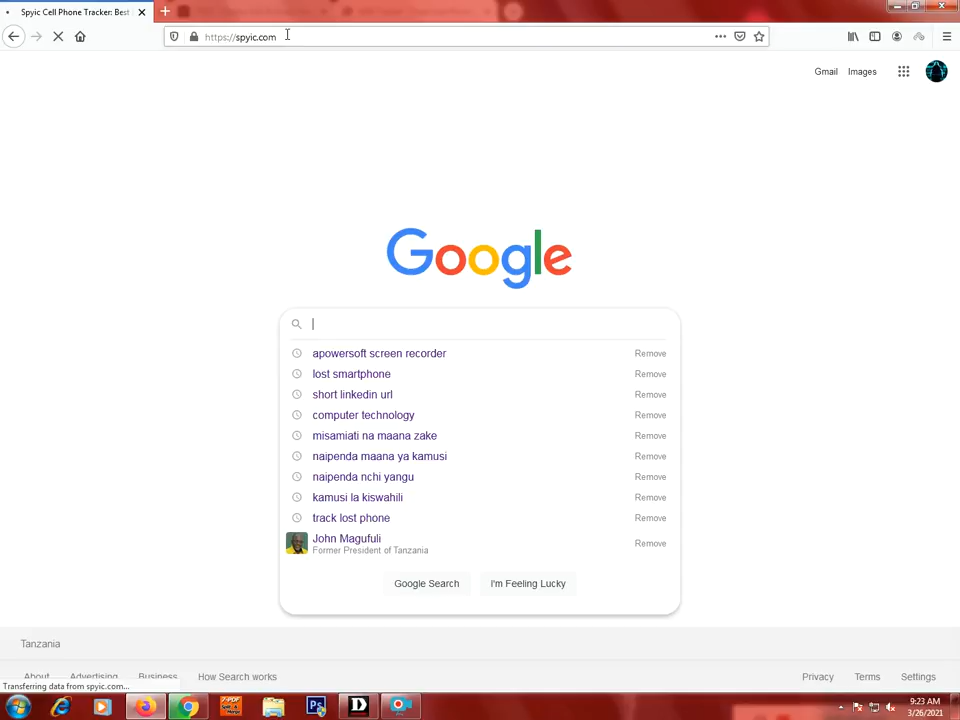 Spyic Cell Phone Tracker: Best
https://spyic.com
Gmail Images
Google
apowersoft screen recorder Remove
lost smartphone Remove
short linkedin url Remove
computer technology Remove
misamiati na maana zake Remove
naipenda maana ya kamusi Remove
naipenda nchi yangu Remove
kamusi la kiswahili Remove
track lost phone Remove
John Magufuli Remove
Former President of Tanzania
Google Search I'm Feeling Lucky
Tanzania
About Advertising Business How Search works Privacy Terms Settings
Transferring data from spyic.com...
9:23 AM
3/26/2021